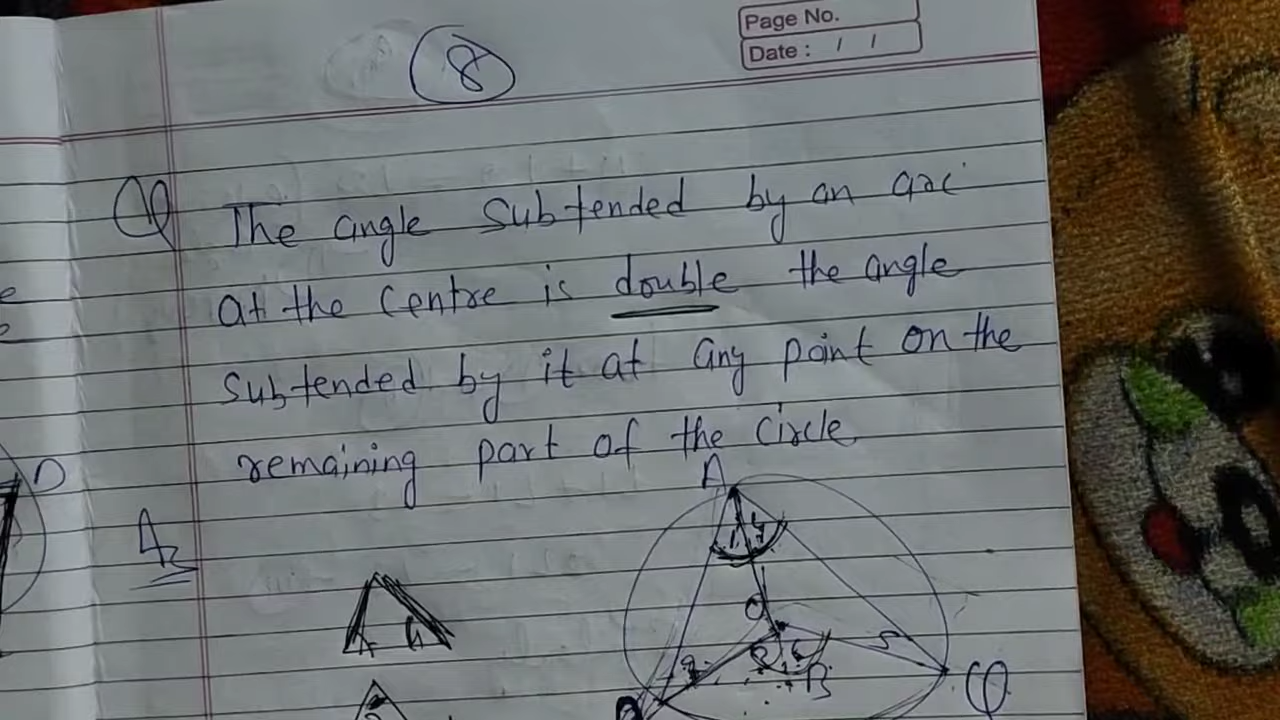 Page No.
Date : / /
8
Q The angle subtended by an arc
at the centre is double the angle
subtended by it at any point on the
remaining part of the circle
A
D
O
5
B
Q